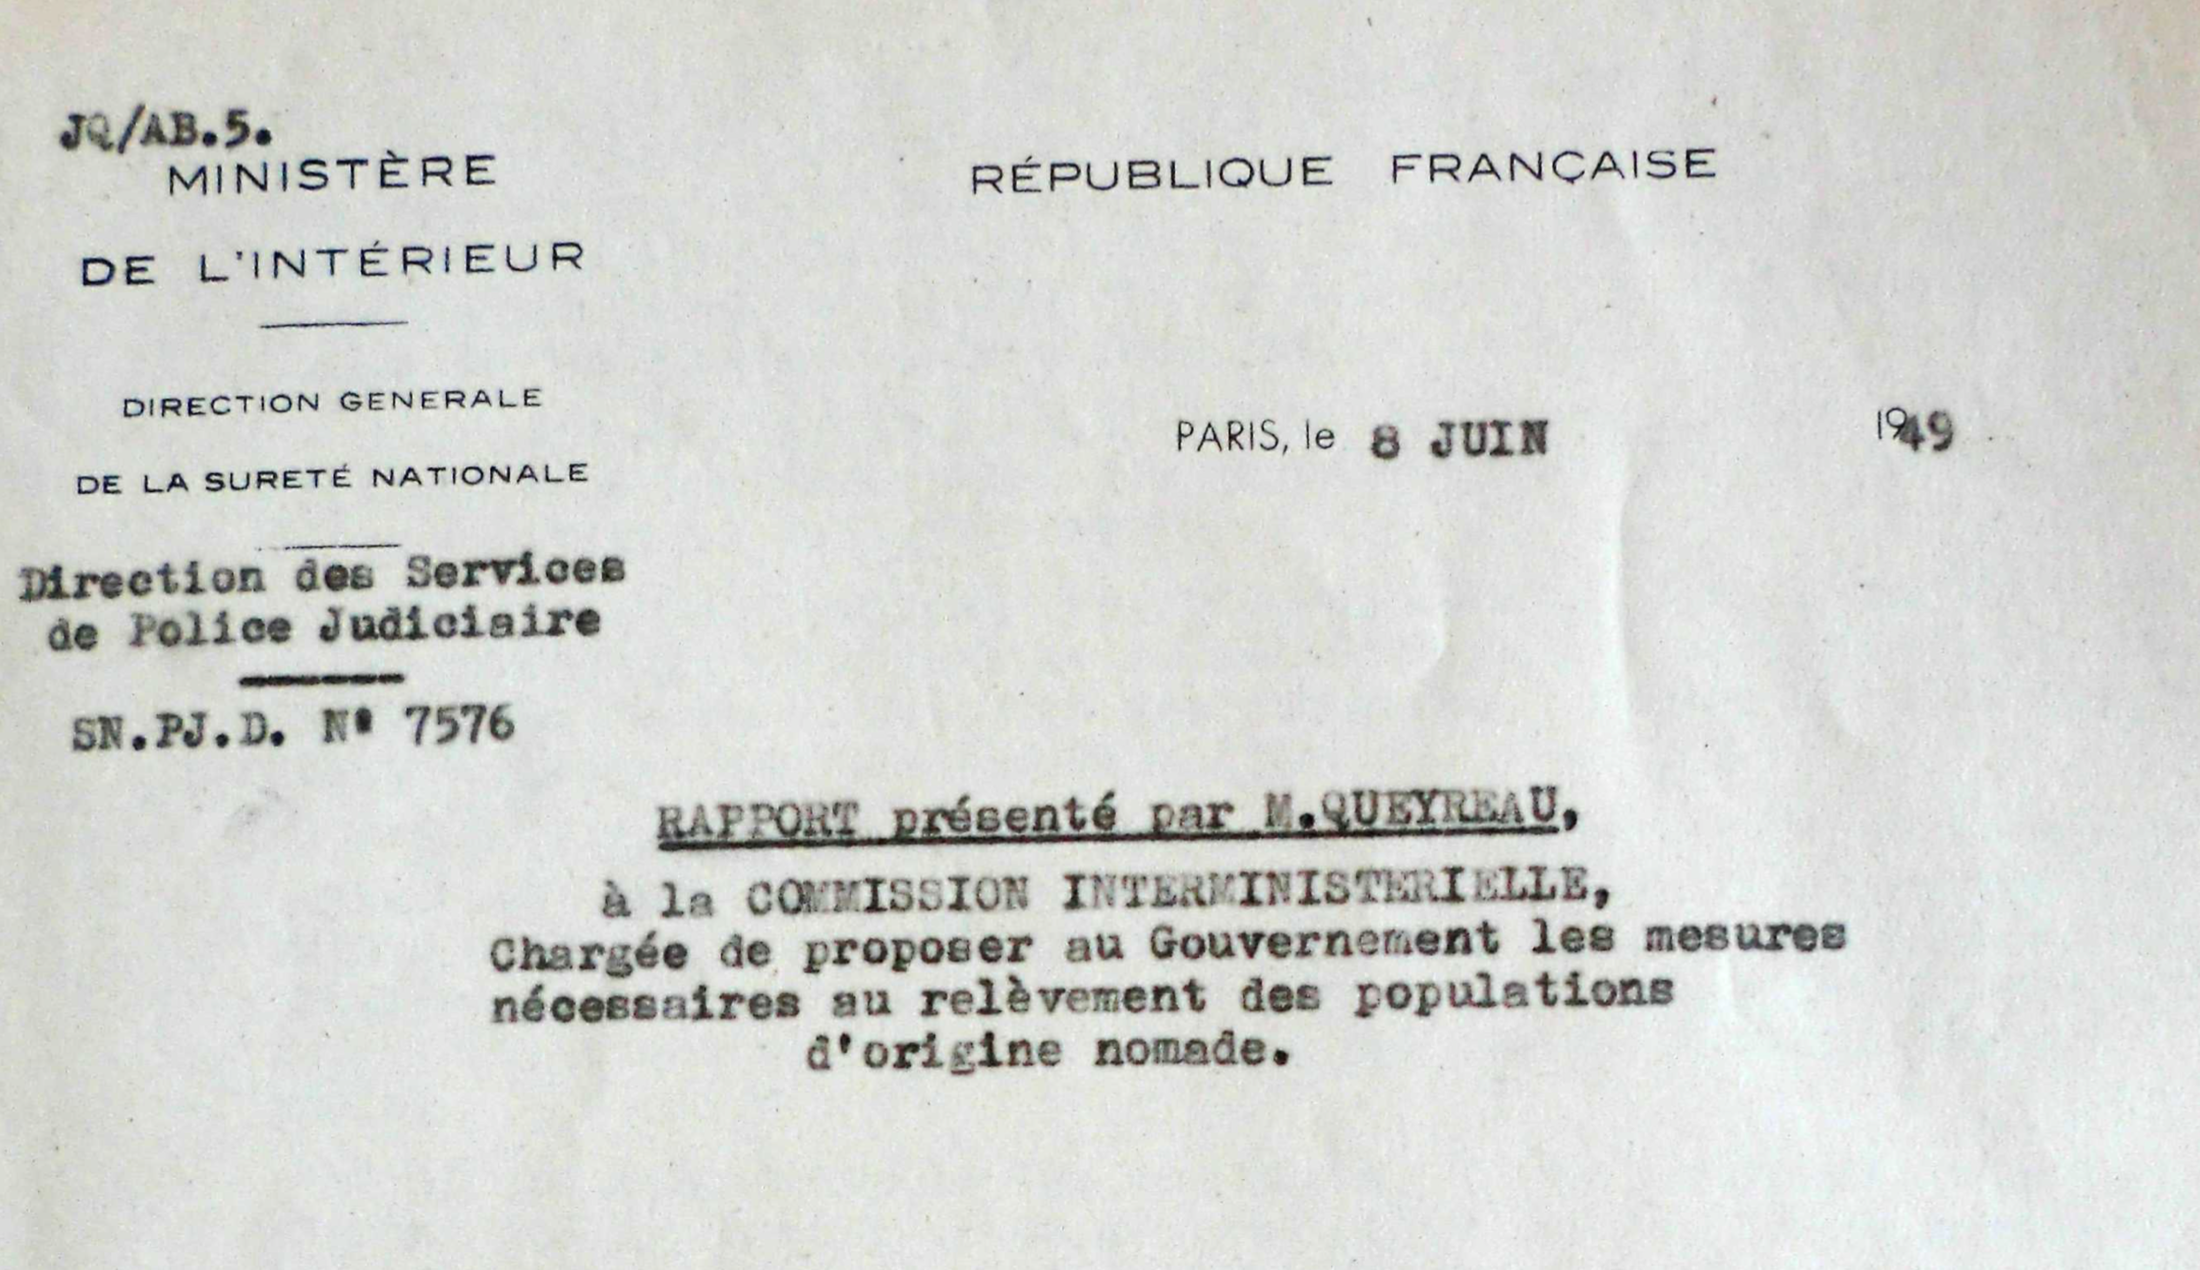 JQ/AB.5.
MINISTÈRE
DE L'INTÉRIEUR
DIRECTION GENERALE
DE LA SURETÉ NATIONALE
Direction des Services
de Police Judiciaire
SN.PJ.D. N° 7576
RÉPUBLIQUE FRANÇAISE
PARIS, le 8 JUIN 1949
RAPPORT présenté par M.QUEYREAU,
à la COMMISSION INTERMINISTERIELLE,
Chargée de proposer au Gouvernement les mesures
nécessaires au relèvement des populations
d'origine nomade.